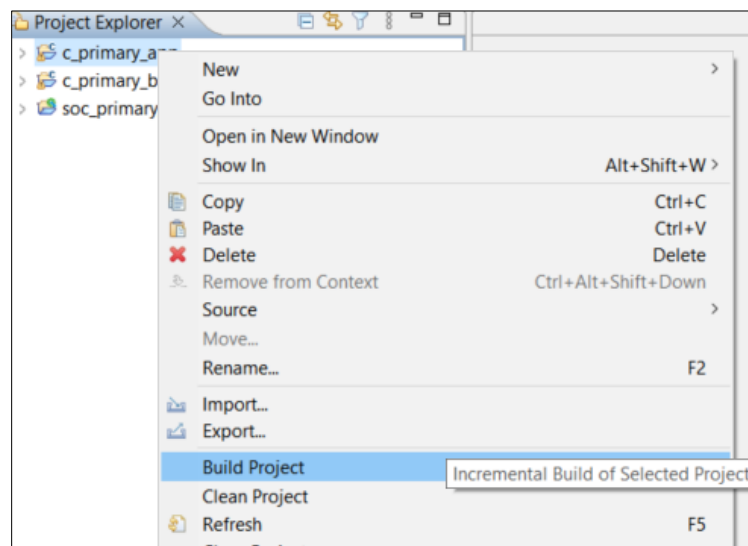 Project Explorer
c_primary_app
c_primary_b
soc_primary
New
Go Into
Open in New Window
Show In Alt+Shift+W
Copy Ctrl+C
Paste Ctrl+V
Delete Delete
Remove from Context Ctrl+Alt+Shift+Down
Source
Move...
Rename... F2
Import...
Export...
Build Project
Incremental Build of Selected Project
Clean Project
Refresh F5